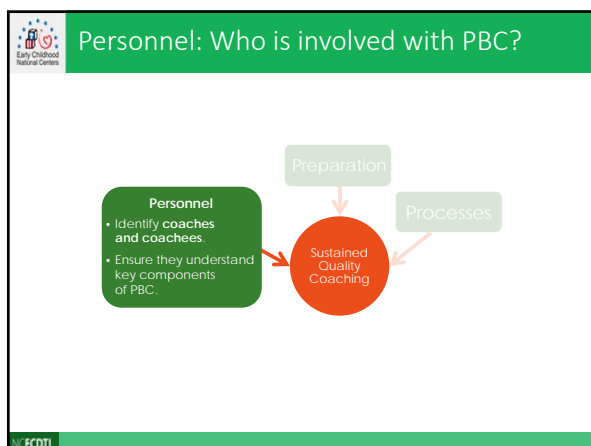 Personnel: Who is involved with PBC?
Early Childhood
National Centers
Preparation
Personnel
• Identify coaches
and coachees.
• Ensure they understand
key components
of PBC.
Processes
Sustained
Quality
Coaching
NCECDTL